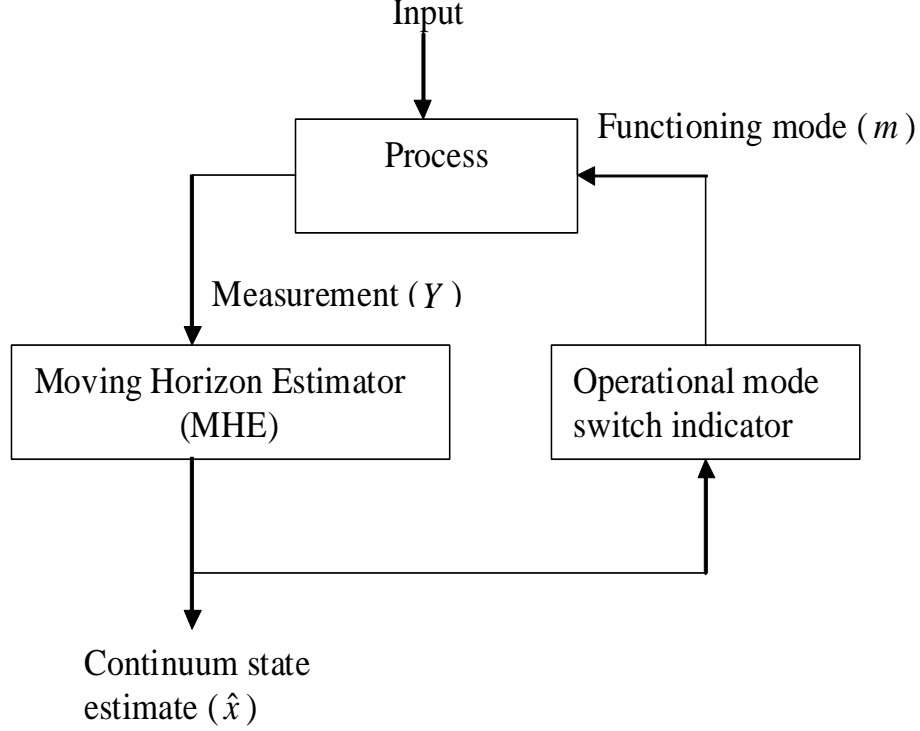 Input
Functioning mode (m)
Process
Measurement (Y)
Moving Horizon Estimator
(MHE)
Operational mode
switch indicator
Continuum state
estimate (x̂)